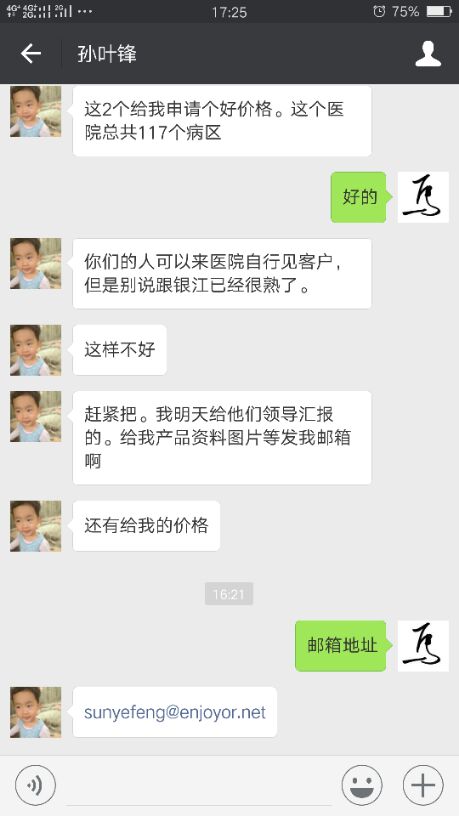 4G 4G 2G 2G 17:25 75%
孙叶锋
这2个给我申请个好价格。这个医
院总共117个病区
好的
你们的人可以来医院自行见客户，
但是别说跟银江已经很熟了。
这样不好
赶紧把。我明天给他们领导汇报
的。给我产品资料图片等发我邮箱
啊
还有给我的价格
16:21
邮箱地址
sunyefeng@enjoyor.net